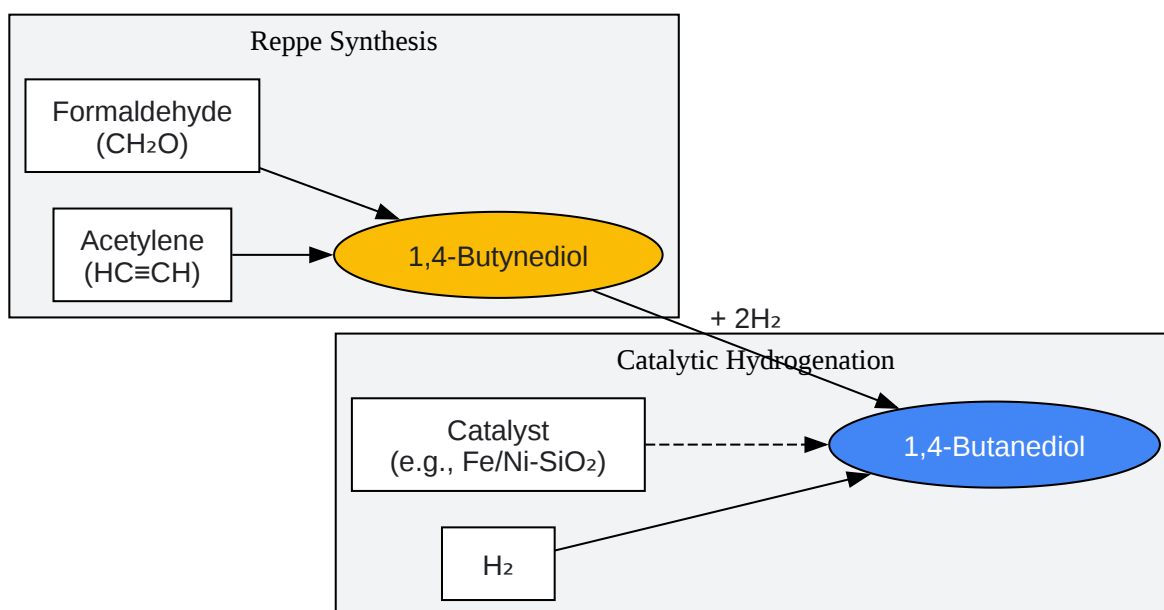 Reppe Synthesis
Formaldehyde
(CH₂O)
Acetylene
(HC≡CH)
1,4-Butynediol
+ 2H₂
Catalytic Hydrogenation
Catalyst
(e.g., Fe/Ni-SiO₂)
1,4-Butanediol
H₂